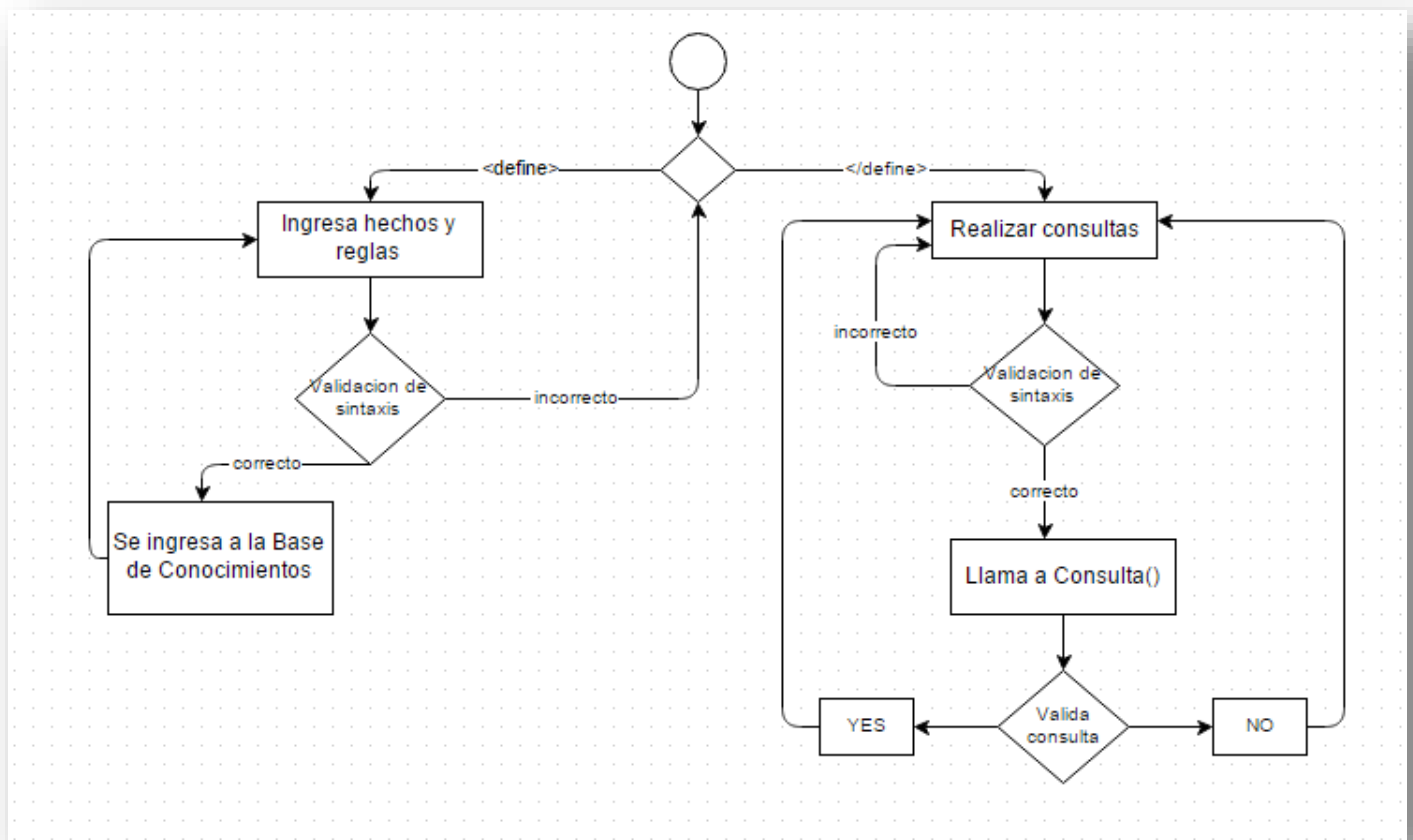 <define>
</define>
Ingresa hechos y
reglas
Realizar consultas
incorrecto
Validacion de
sintaxis
Validacion de
sintaxis
incorrecto
correcto
correcto
Se ingresa a la Base
de Conocimientos
Llama a Consulta()
YES
Valida
consulta
NO